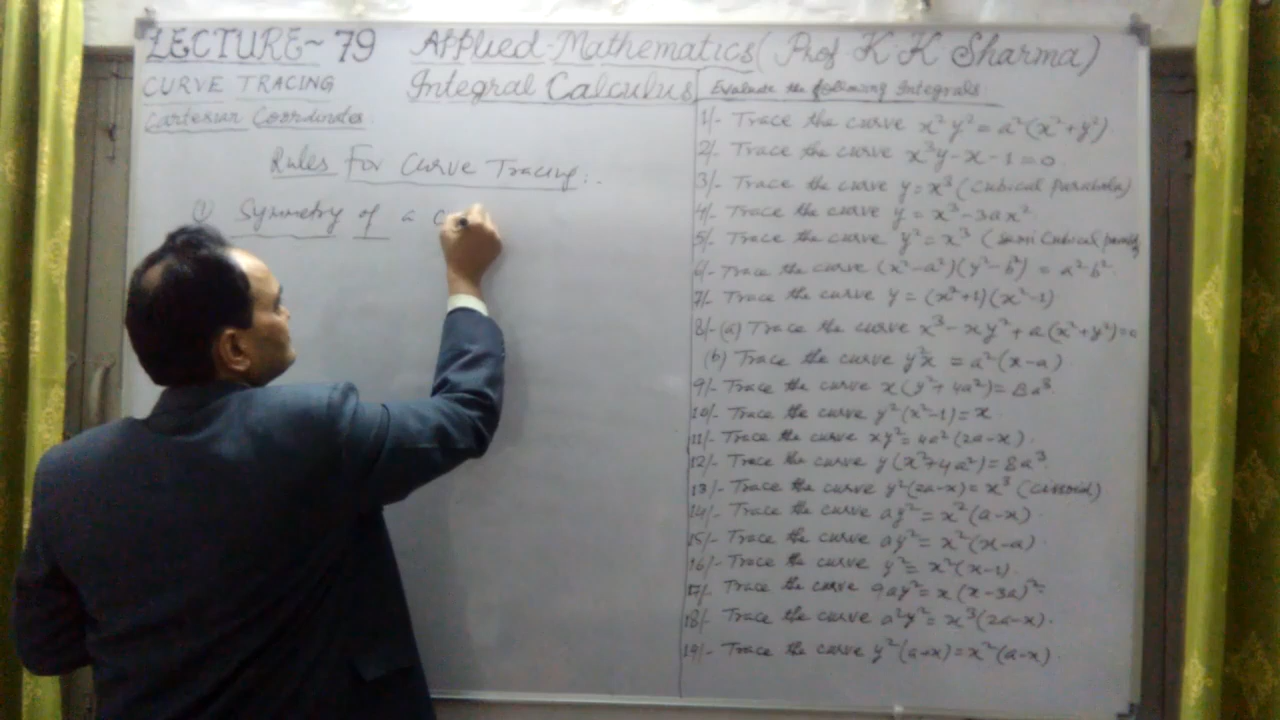 LECTURE~79 Applied-Mathematics (Prof K·K Sharma)
CURVE TRACING
Integral Calculus
Cartesian Coordinates:
Rules For Curve Tracing:.
① Symmetry of a c
Evaluate the following Integrals:
1/- Trace the curve x²y² = a²(x²+y²)
2/- Trace the curve x³y-x-1=0.
3/- Trace the curve y=x³ (cubical parabola)
4/- Trace the curve y = x³-3ax²
5/- Trace the curve y² = x³ (semi cubical
6/- Trace the curve (x²-a²)(y²-b²) = a²b².
7/- Trace the curve y = (x²+1)(x²-1)
8/-(a) Trace the curve x³-xy²+a(x²+y²)=0
(b) Trace the curve y²x = a²(x-a)
9/- Trace the curve x(y²+4a²)=8a³.
10/- Trace the curve y²(x²-1)=x
11/- Trace the curve xy²=4a²(2a-x).
12/- Trace the curve y(x²+4a²)=8a³.
13/- Trace the curve y²(2a-x)=x³ (cissoid)
14/- Trace the curve ay²=x²(a-x)
15/- Trace the curve ay²=x²(x-a)
16/- Trace the curve y²=x²(x-1).
17/- Trace the curve 9ay²=x(x-3a)²
18/- Trace the curve a²y²=x³(2a-x).
19/- Trace the curve y²(a+x)=x²(a-x).